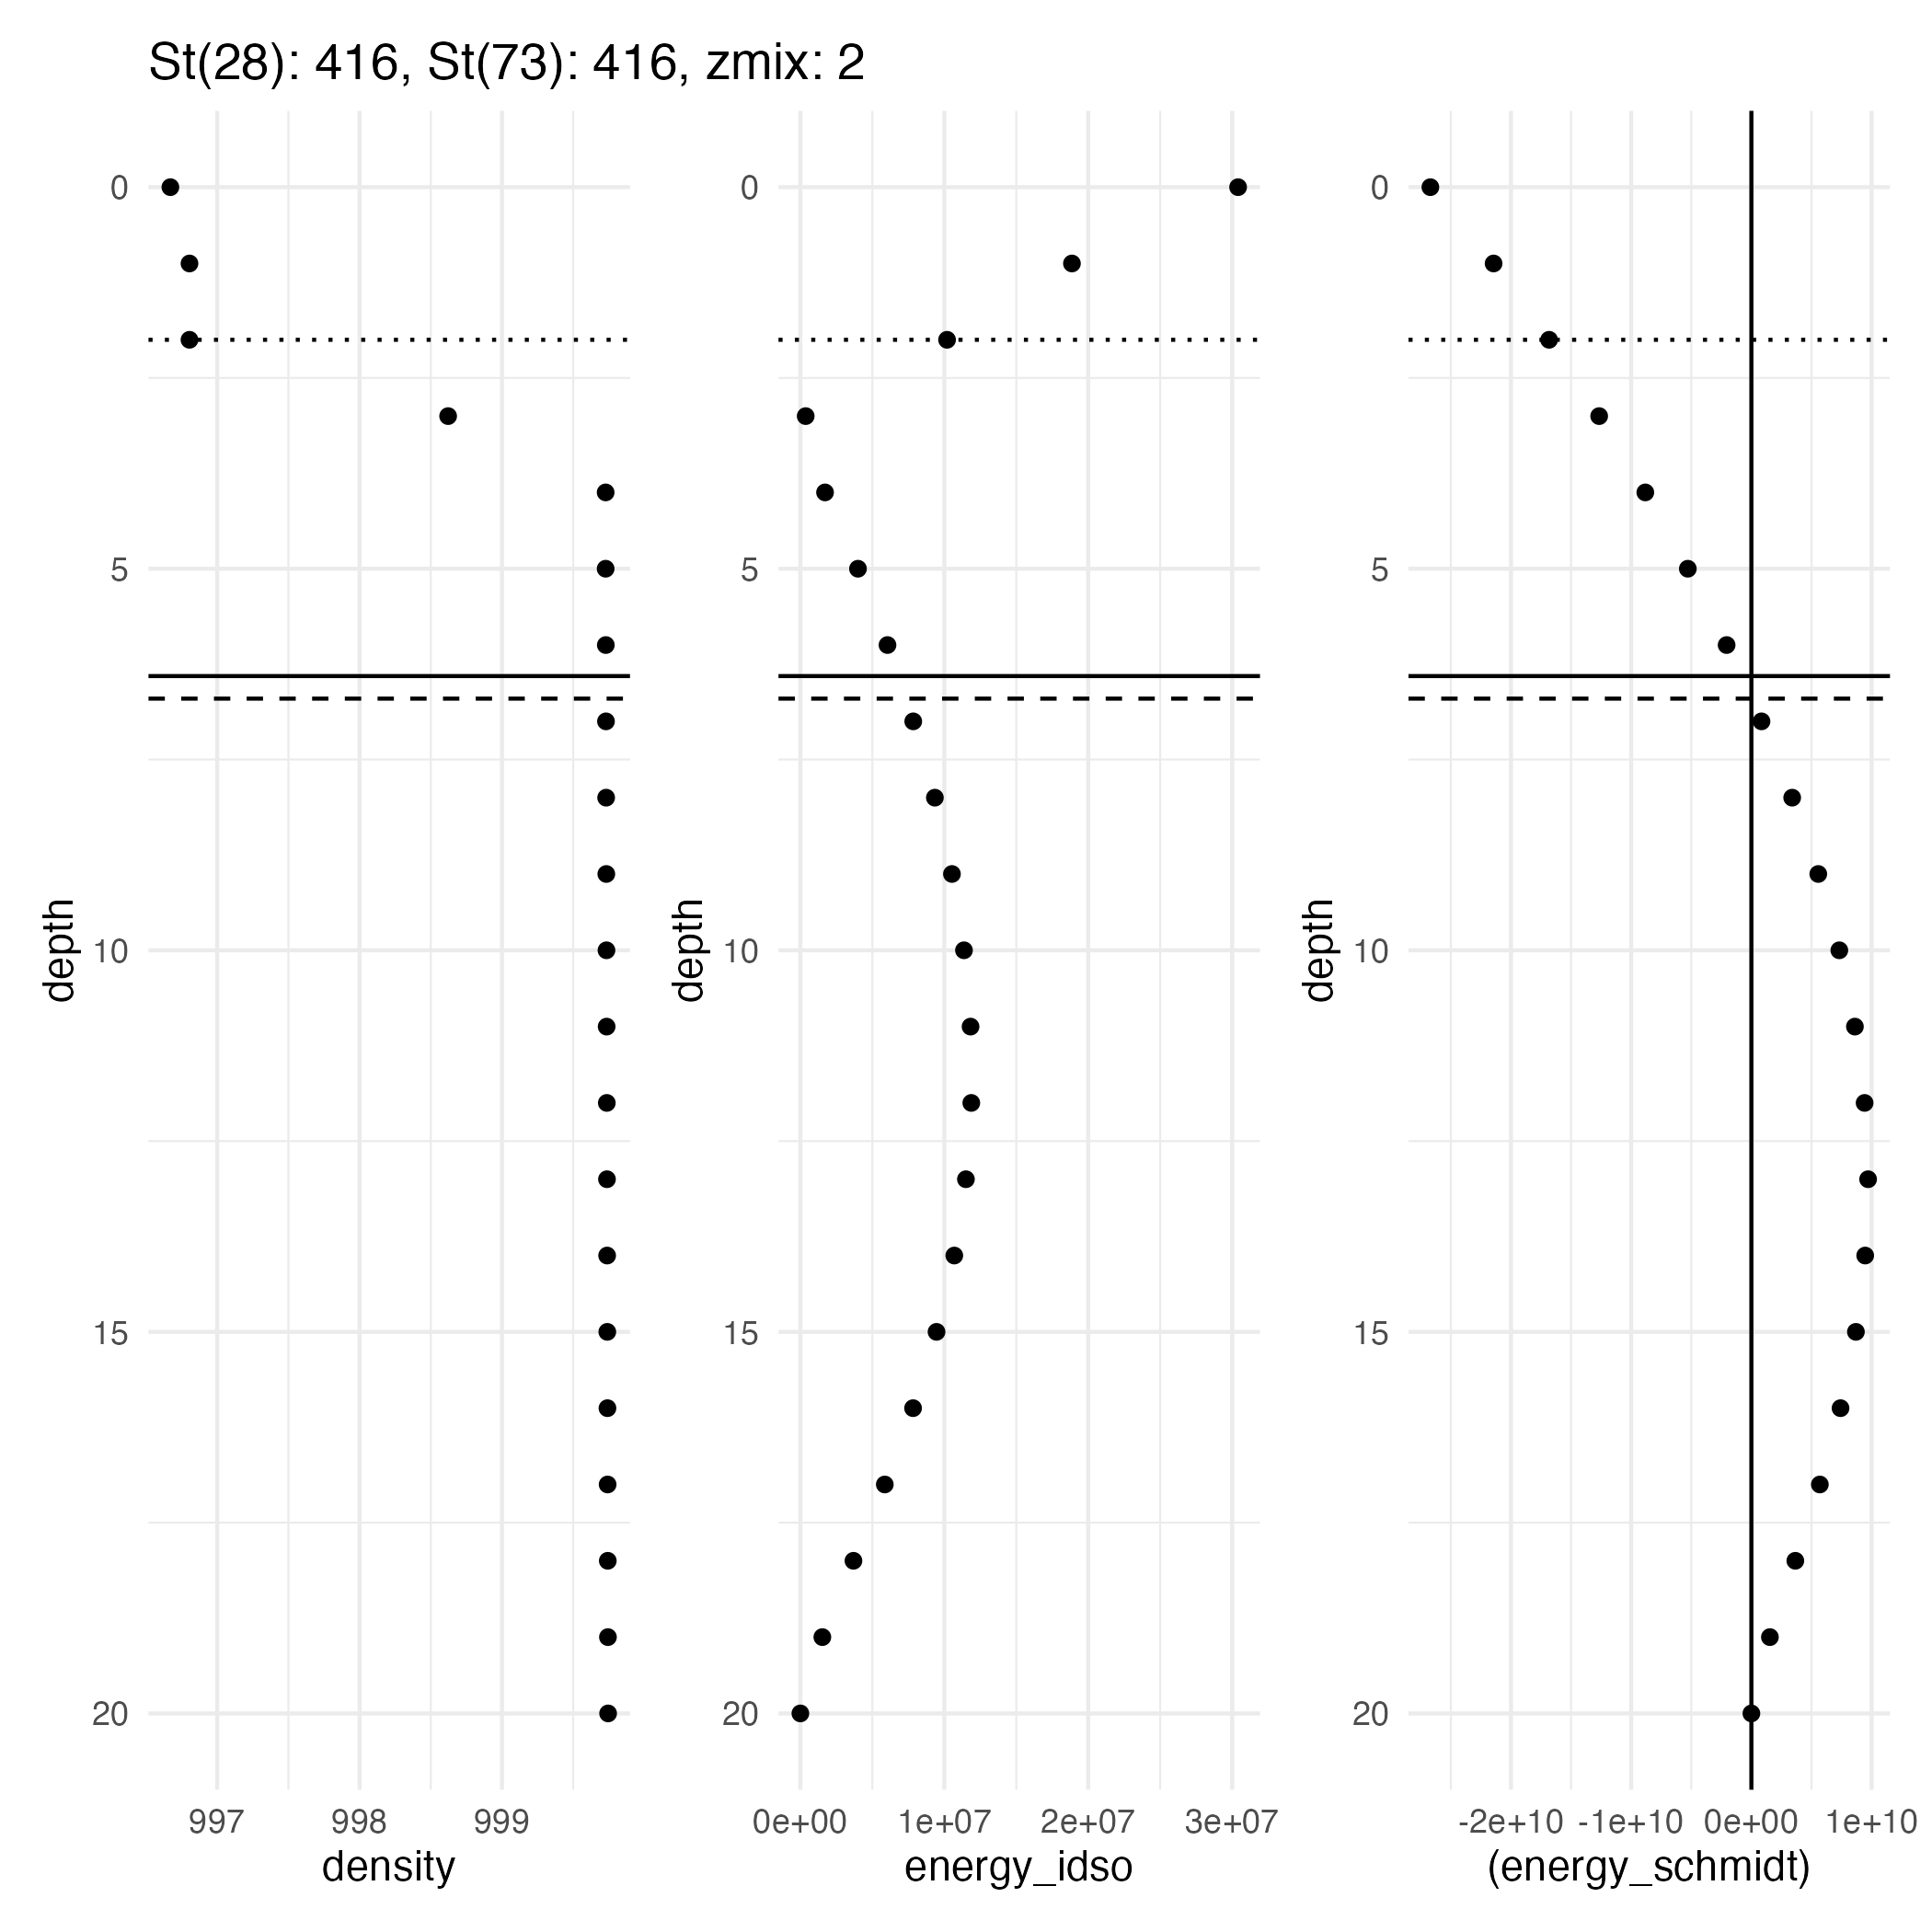 St(28): 416, St(73): 416, zmix: 2
0
5
10
15
20
depth
997 998 999
density
0
5
10
15
20
depth
0e+00 1e+07 2e+07 3e+07
energy_idso
0
5
10
15
20
depth
-2e+10 -1e+10 0e+00 1e+10
(energy_schmidt)